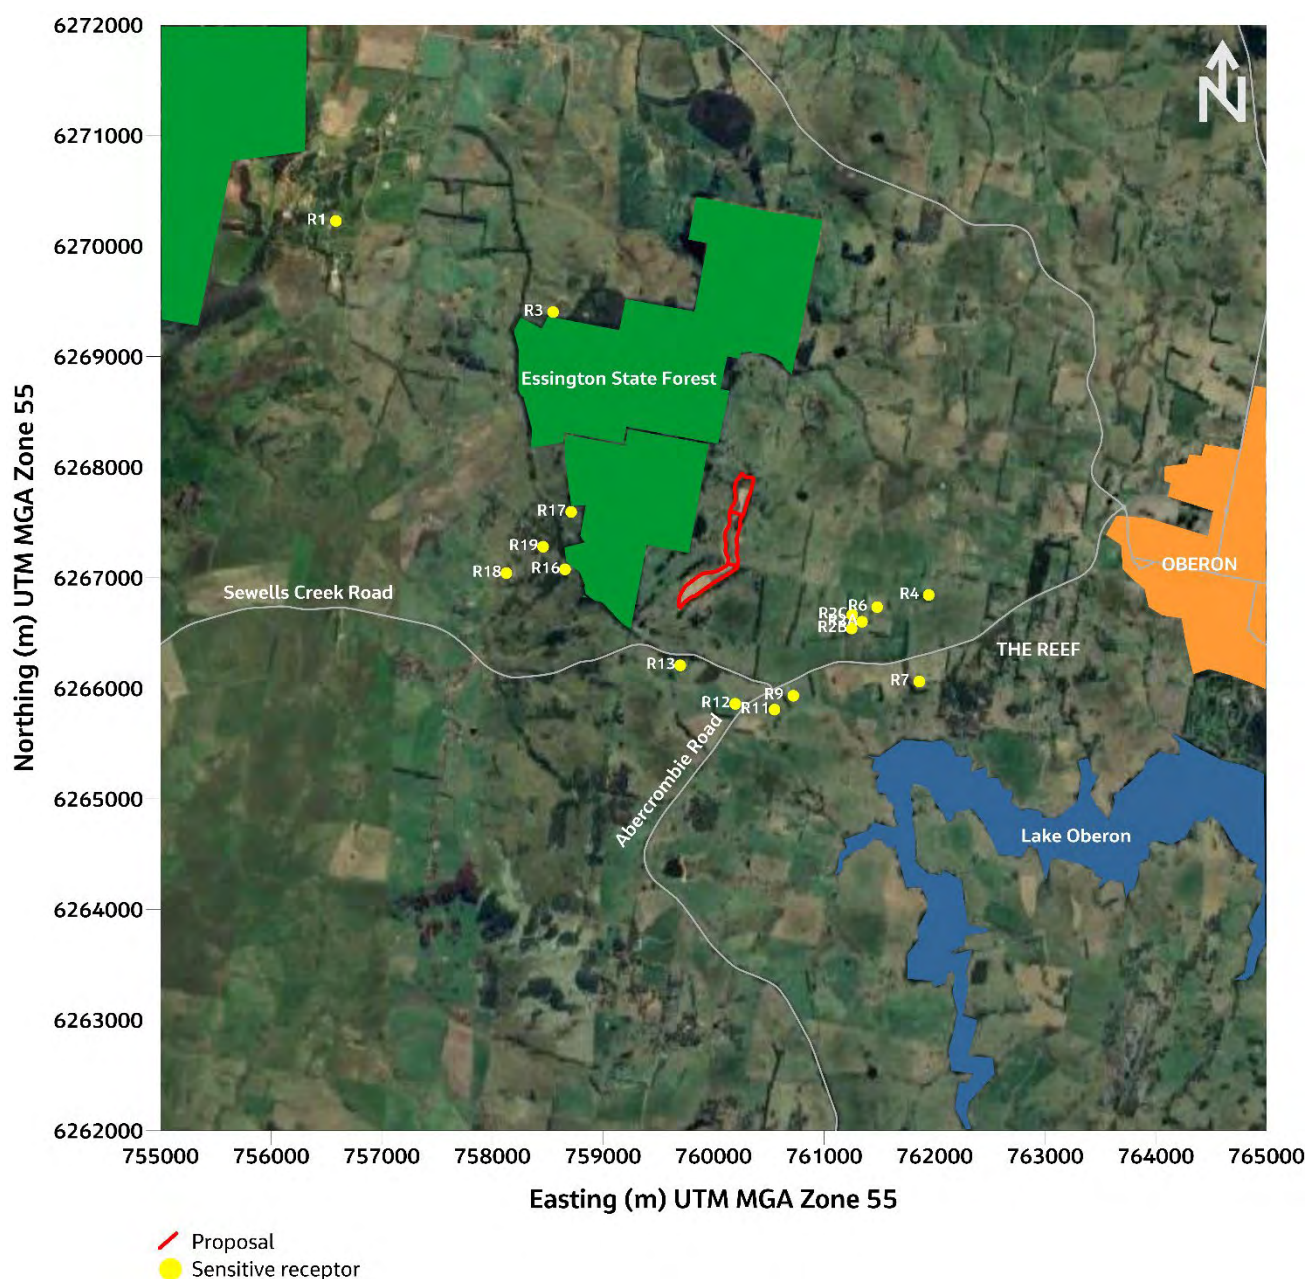 6272000
6271000
6270000
6269000
6268000
6267000
6266000
6265000
6264000
6263000
6262000
Northing (m) UTM MGA Zone 55
N
R1
R3
Essington State Forest
R17
R19
R16
R18
Sewells Creek Road
OBERON
R4
R6
R2C
R2A
R2B
THE REEF
R13
R7
R9
R12
R11
Abercrombie Road
Lake Oberon
755000 756000 757000 758000 759000 760000 761000 762000 763000 764000 765000
Easting (m) UTM MGA Zone 55
Proposal
Sensitive receptor